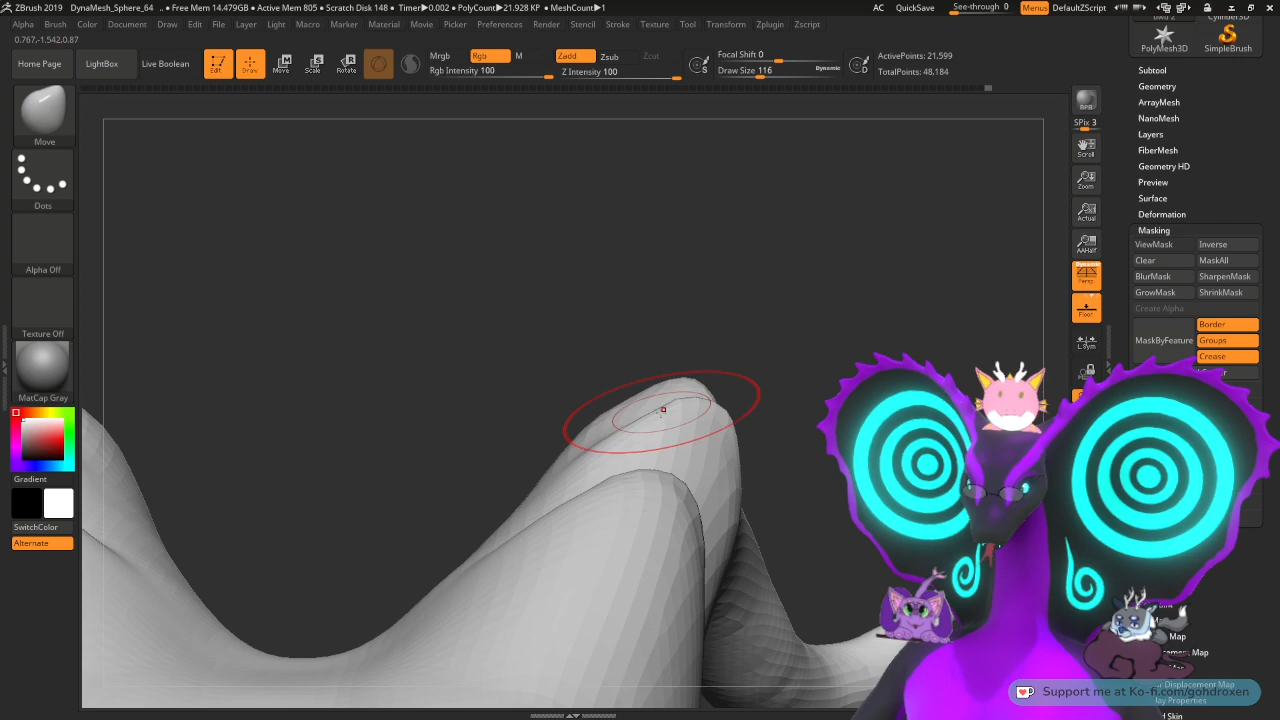 ZBrush 2019 DynaMesh_Sphere_64 .. • Free Mem 14.479GB • Active Mem 805 • Scratch Disk 148 • Timer▶0.002 • PolyCount▶21.928 KP • MeshCount▶1
AC QuickSave See-through 0 Menus DefaultZScript
Alpha Brush Color Document Draw Edit File Layer Light Macro Marker Material Movie Picker Preferences Render Stencil Stroke Texture Tool Transform Zplugin Zscript
0.767,-1.542,0.87
Home Page LightBox Live Boolean Edit Draw Move Scale Rotate
Mrgb Rgb M Zadd Zsub Zcut
Rgb Intensity 100 Z Intensity 100
Focal Shift 0
Draw Size 116 Dynamic
S
D
ActivePoints: 21,599
TotalPoints: 48,184
Cylinder3D
PolyMesh3D SimpleBrush
Move
Dots
Alpha Off
Texture Off
MatCap Gray
Gradient
SwitchColor
Alternate
BPR
SPix 3
Scroll
Zoom
Actual
AAHalf
Dynamic
Persp
Floor
L.Sym
Subtool
Geometry
ArrayMesh
NanoMesh
Layers
FiberMesh
Geometry HD
Preview
Surface
Deformation
Masking
ViewMask Inverse
Clear MaskAll
BlurMask SharpenMask
GrowMask ShrinkMask
Create Alpha
MaskByFeature Border
Groups
Crease
Map
Displacement Map
Support me at Ko-fi.com/gohdroxen